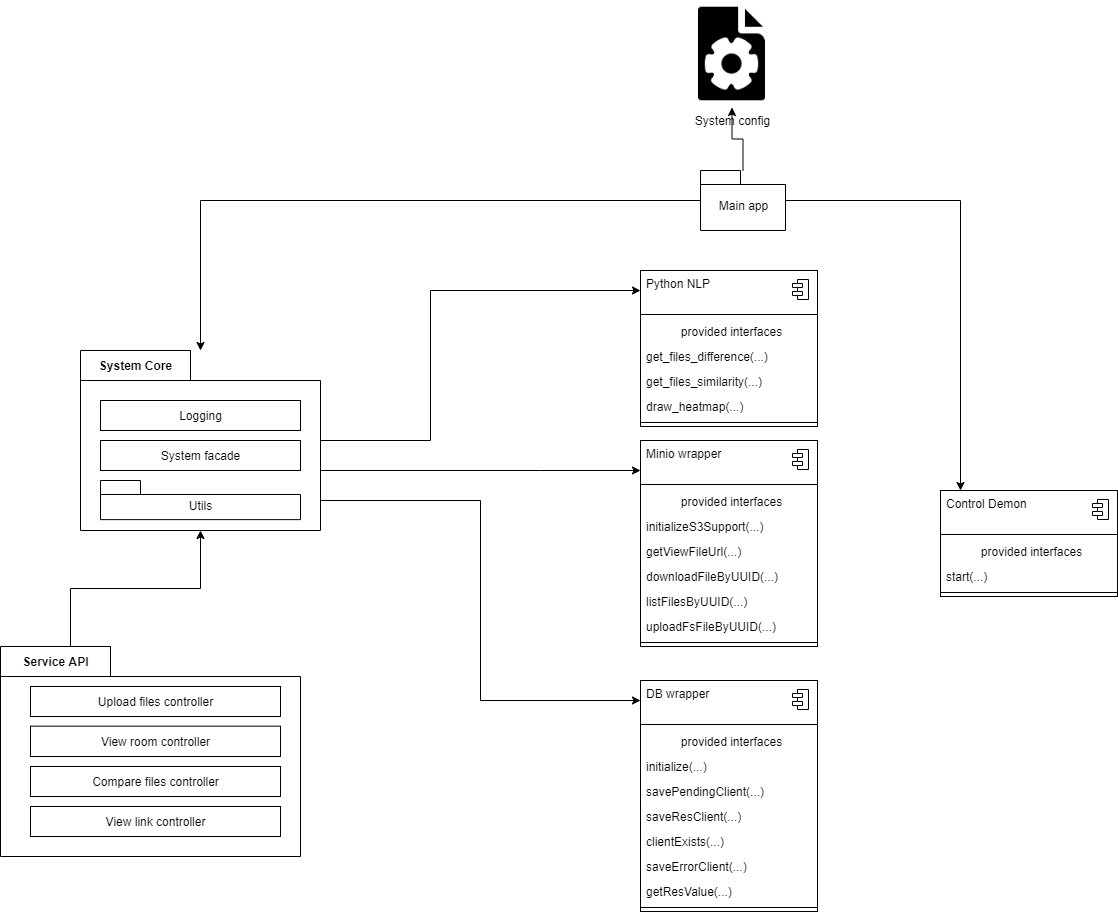 System config
Main app
Python NLP
provided interfaces
get_files_difference(...)
get_files_similarity(...)
draw_heatmap(...)
System Core
Logging
System facade
Utils
Minio wrapper
provided interfaces
initializeS3Support(...)
getViewFileUrl(...)
downloadFileByUUID(...)
listFilesByUUID(...)
uploadFsFileByUUID(...)
Control Demon
provided interfaces
start(...)
Service API
Upload files controller
View room controller
Compare files controller
View link controller
DB wrapper
provided interfaces
initialize(...)
savePendingClient(...)
saveResClient(...)
clientExists(...)
saveErrorClient(...)
getResValue(...)